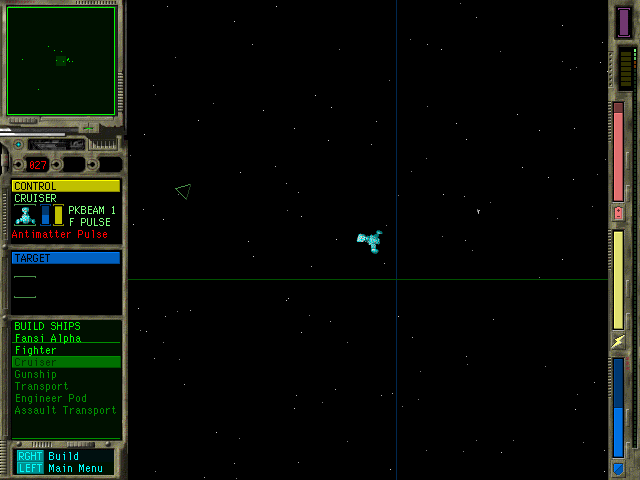 027
CONTROL
CRUISER
PKBEAM 1
F PULSE
Antimatter Pulse
TARGET
BUILD SHIPS
Fansi Alpha
Fighter
Cruiser
Gunship
Transport
Engineer Pod
Assault Transport
RGHT Build
LEFT Main Menu